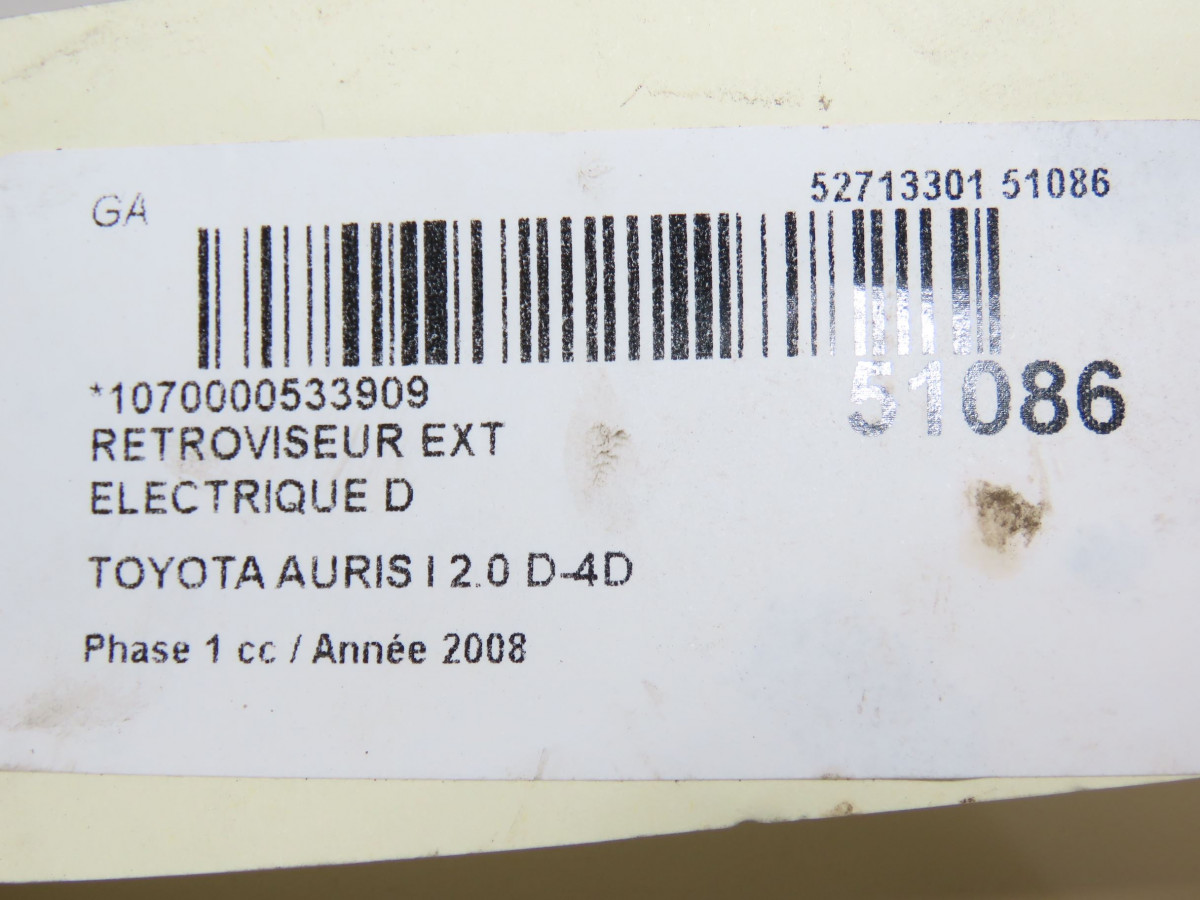 GA
52713301 51086
*1070000533909
51086
RETROVISEUR EXT
ELECTRIQUE D
TOYOTA AURIS I 2.0 D-4D
Phase 1 cc / Année 2008